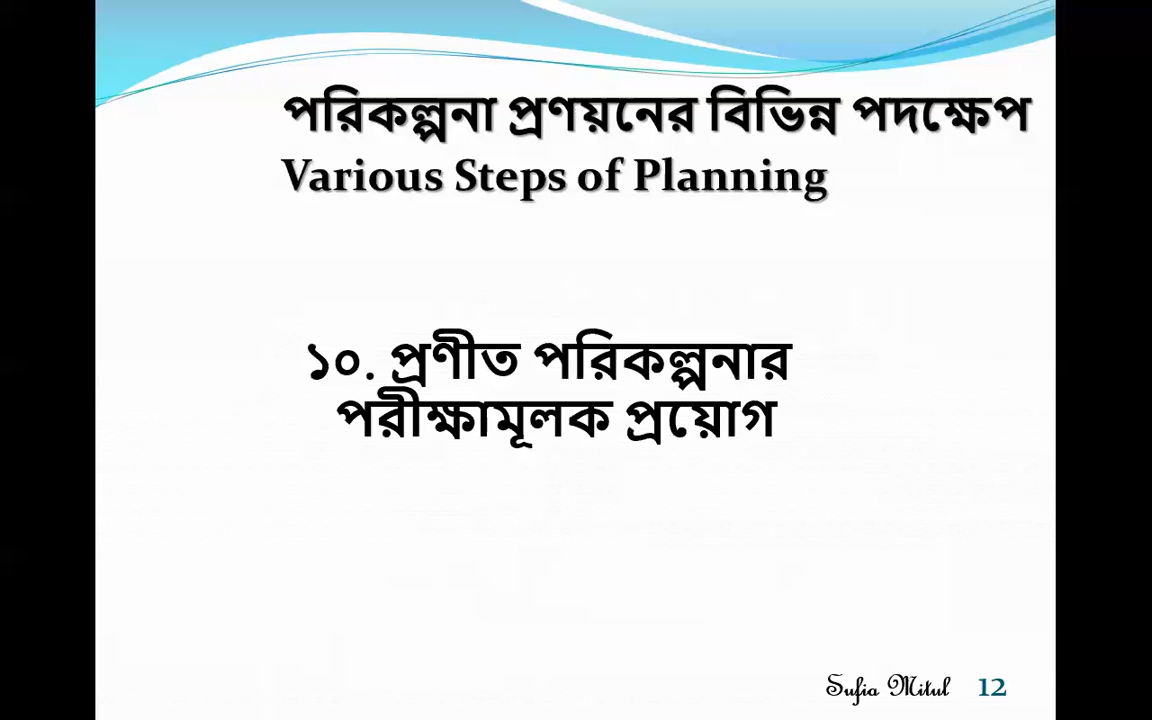 পরিকল্পনা প্রণয়নের বিভিন্ন পদক্ষেপ
Various Steps of Planning
১০. প্রণীত পরিকল্পনার
পরীক্ষামূলক প্রয়োগ
Sufia Mitul 12